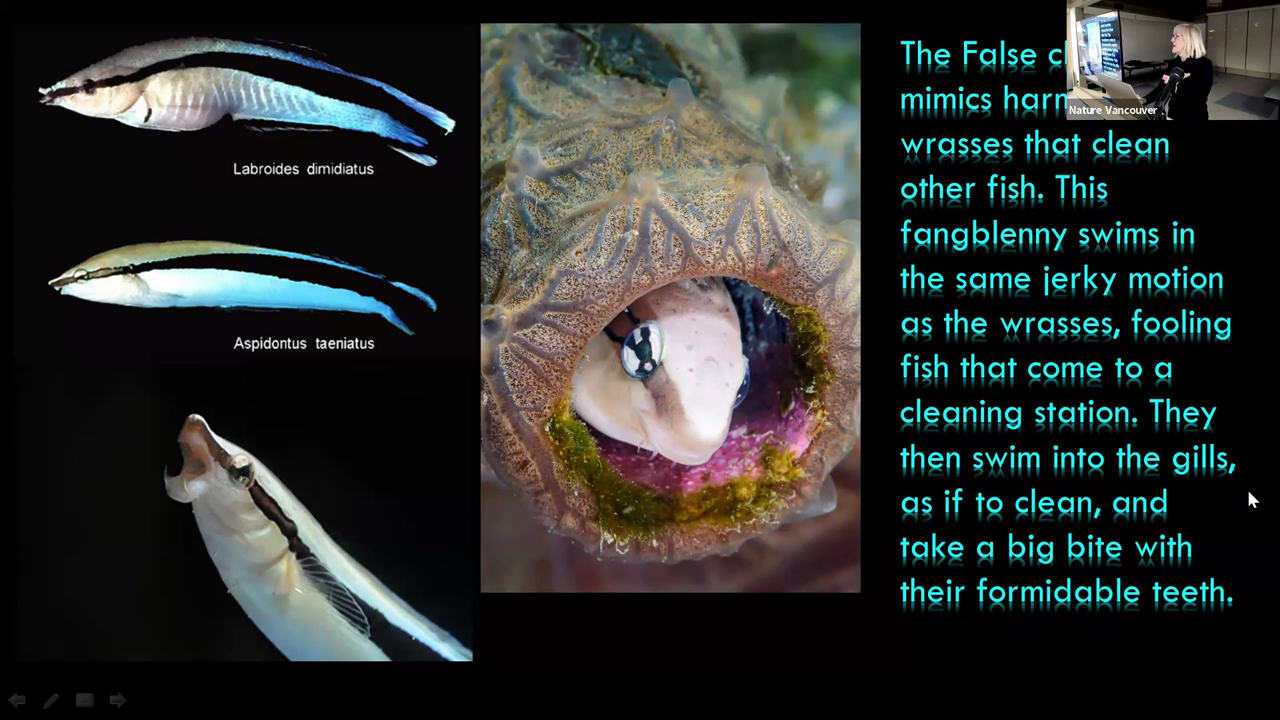 Labroides dimidiatus
Aspidontus taeniatus
The False
mimics
wrasses that clean
other fish. This
fangblenny swims in
the same jerky motion
as the wrasses, fooling
fish that come to a
cleaning station. They
then swim into the gills,
as if to clean, and
take a big bite with
their formidable teeth.
Nature Vancouver